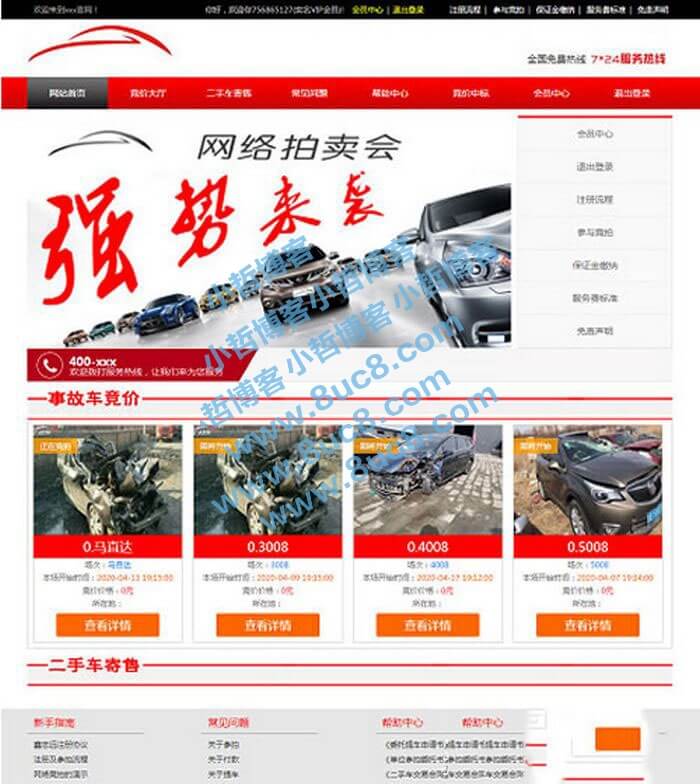 欢迎来到xxx官网!
你好，欢迎你756865127(实名VIP会员)! 会员中心 | 退出登录 注册流程 | 参与竞拍 | 保证金缴纳 | 服务费标准 | 免责声明
全国免费热线 7*24服务热线
网站首页 竞价大厅 二手车寄售 常见问题 帮助中心 竞价中标 会员中心 退出登录
网络拍卖会
强势来袭
会员中心
退出登录
注册流程
参与竞拍
保证金缴纳
服务费标准
免责声明
400-xxx
欢迎拨打服务热线，让我们来为您服务
小哲博客 小哲博客 小哲博客
哲博客 www.8uc8.com
www.8uc8.com
www.8uc8.com
事故车竞价
正在竞拍 即将开始 即将开始 即将开始
0.马自达 0.3008 0.4008 0.5008
场次：马自达 场次：3008 场次：4008 场次：5008
本场开始时间：2020-04-13 19:15:00 本场开始时间：2020-04-09 19:15:00 本场开始时间：2020-04-17 19:12:00 本场开始时间：2020-04-07 19:14:00
竞价价格：0元 竞价价格：0元 竞价价格：0元 竞价价格：0元
所在地： 所在地： 所在地： 所在地：
查看详情 查看详情 查看详情 查看详情
二手车寄售
新手指南 常见问题 帮助中心 帮助中心
注册协议 关于参拍
注册及参拍流程 关于付款
网络竞拍的演示 关于提车